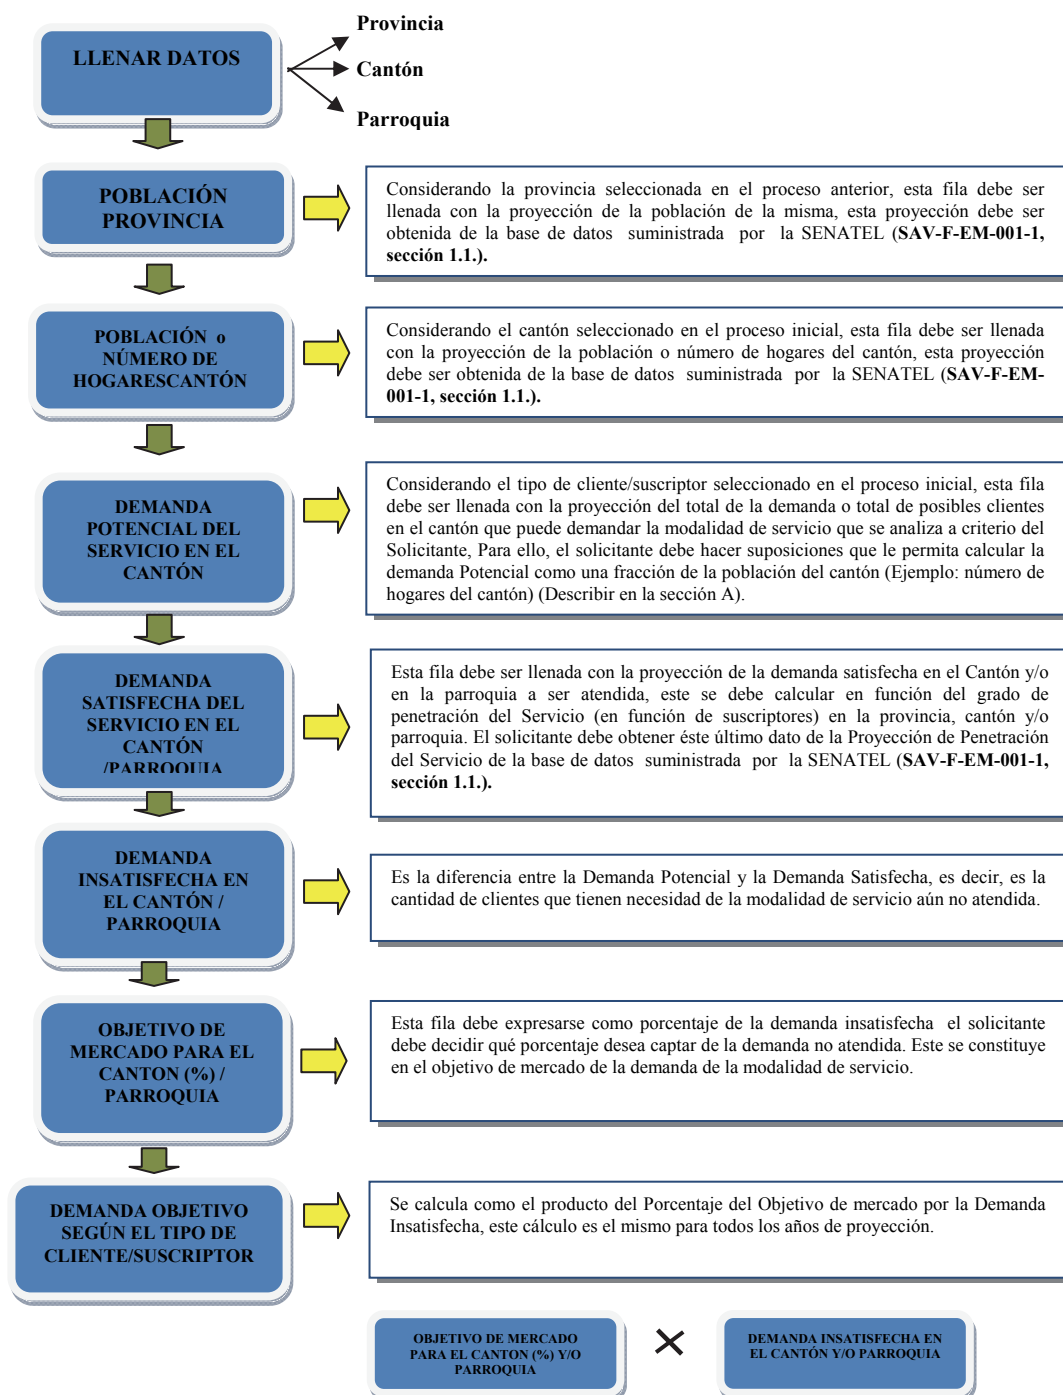 LLENAR DATOS
Provincia
Cantón
Parroquia
POBLACIÓN
PROVINCIA
Considerando la provincia seleccionada en el proceso anterior, esta fila debe ser
llenada con la proyección de la población de la misma, esta proyección debe ser
obtenida de la base de datos suministrada por la SENATEL (SAV-F-EM-001-1,
sección 1.1.).
POBLACIÓN o
NÚMERO DE
HOGARESCANTÓN
Considerando el cantón seleccionado en el proceso inicial, esta fila debe ser llenada
con la proyección de la población o número de hogares del cantón, esta proyección
debe ser obtenida de la base de datos suministrada por la SENATEL (SAV-F-EM-
001-1, sección 1.1.).
DEMANDA
POTENCIAL DEL
SERVICIO EN EL
CANTÓN
Considerando el tipo de cliente/suscriptor seleccionado en el proceso inicial, esta fila
debe ser llenada con la proyección del total de la demanda o total de posibles clientes
en el cantón que puede demandar la modalidad de servicio que se analiza a criterio del
Solicitante, Para ello, el solicitante debe hacer suposiciones que le permita calcular la
demanda Potencial como una fracción de la población del cantón (Ejemplo: número de
hogares del cantón) (Describir en la sección A).
DEMANDA
SATISFECHA DEL
SERVICIO EN EL
CANTÓN
/PARROQUIA
Esta fila debe ser llenada con la proyección de la demanda satisfecha en el Cantón y/o
en la parroquia a ser atendida, este se debe calcular en función del grado de
penetración del Servicio (en función de suscriptores) en la provincia, cantón y/o
parroquia. El solicitante debe obtener éste último dato de la Proyección de Penetración
del Servicio de la base de datos suministrada por la SENATEL (SAV-F-EM-001-1,
sección 1.1.).
DEMANDA
INSATISFECHA EN
EL CANTÓN /
PARROQUIA
Es la diferencia entre la Demanda Potencial y la Demanda Satisfecha, es decir, es la
cantidad de clientes que tienen necesidad de la modalidad de servicio aún no atendida.
OBJETIVO DE
MERCADO PARA EL
CANTON (%) /
PARROQUIA
Esta fila debe expresarse como porcentaje de la demanda insatisfecha el solicitante
debe decidir qué porcentaje desea captar de la demanda no atendida. Este se constituye
en el objetivo de mercado de la demanda de la modalidad de servicio.
DEMANDA OBJETIVO
SEGÚN EL TIPO DE
CLIENTE/SUSCRIPTOR
Se calcula como el producto del Porcentaje del Objetivo de mercado por la Demanda
Insatisfecha, este cálculo es el mismo para todos los años de proyección.
OBJETIVO DE MERCADO
PARA EL CANTON (%) Y/O
PARROQUIA
×
DEMANDA INSATISFECHA EN
EL CANTÓN Y/O PARROQUIA